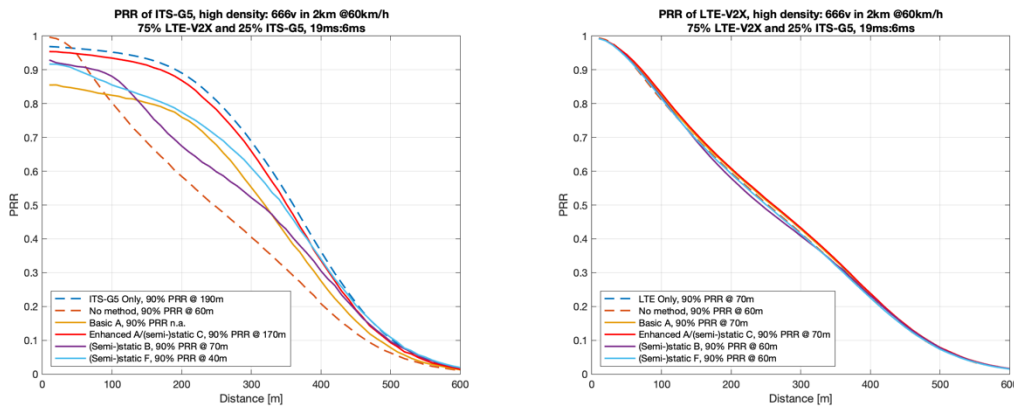 PRR of ITS-G5, high density: 666v in 2km @60km/h
75% LTE-V2X and 25% ITS-G5, 19ms:6ms
1
0.9
0.8
0.7
0.6
0.5
0.4
0.3
0.2
0.1
0
PRR
ITS-G5 Only, 90% PRR @ 190m
No method, 90% PRR @ 60m
Basic A, 90% PRR n.a.
Enhanced A/(semi-)static C, 90% PRR @ 170m
(Semi-)static B, 90% PRR @ 70m
(Semi-)static F, 90% PRR @ 40m
0 100 200 300 400 500 600
Distance [m]
PRR of LTE-V2X, high density: 666v in 2km @60km/h
75% LTE-V2X and 25% ITS-G5, 19ms:6ms
1
0.9
0.8
0.7
0.6
0.5
0.4
0.3
0.2
0.1
0
PRR
LTE Only, 90% PRR @ 70m
No method, 90% PRR @ 60m
Basic A, 90% PRR @ 70m
Enhanced A/(semi-)static C, 90% PRR @ 70m
(Semi-)static B, 90% PRR @ 60m
(Semi-)static F, 90% PRR @ 60m
0 100 200 300 400 500 600
Distance [m]